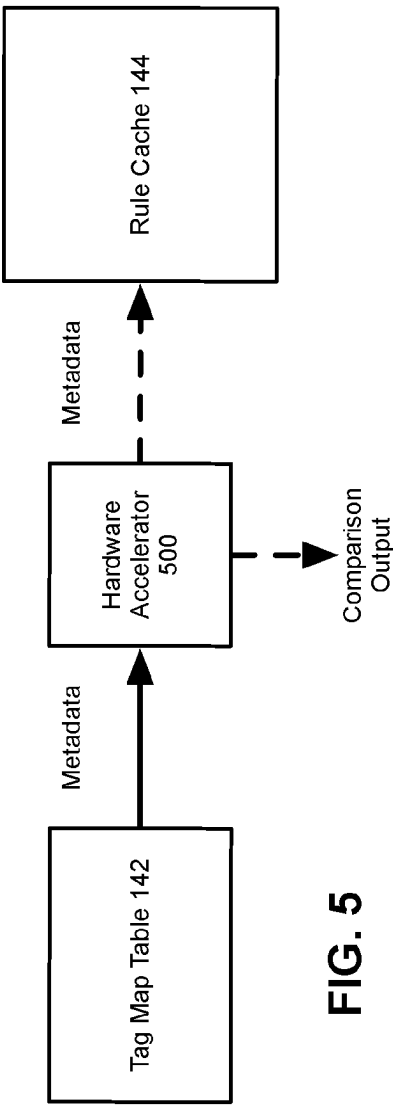 Tag Map Table 142
Metadata
Hardware
Accelerator
500
Metadata
Rule Cache 144
Comparison
Output
FIG. 5